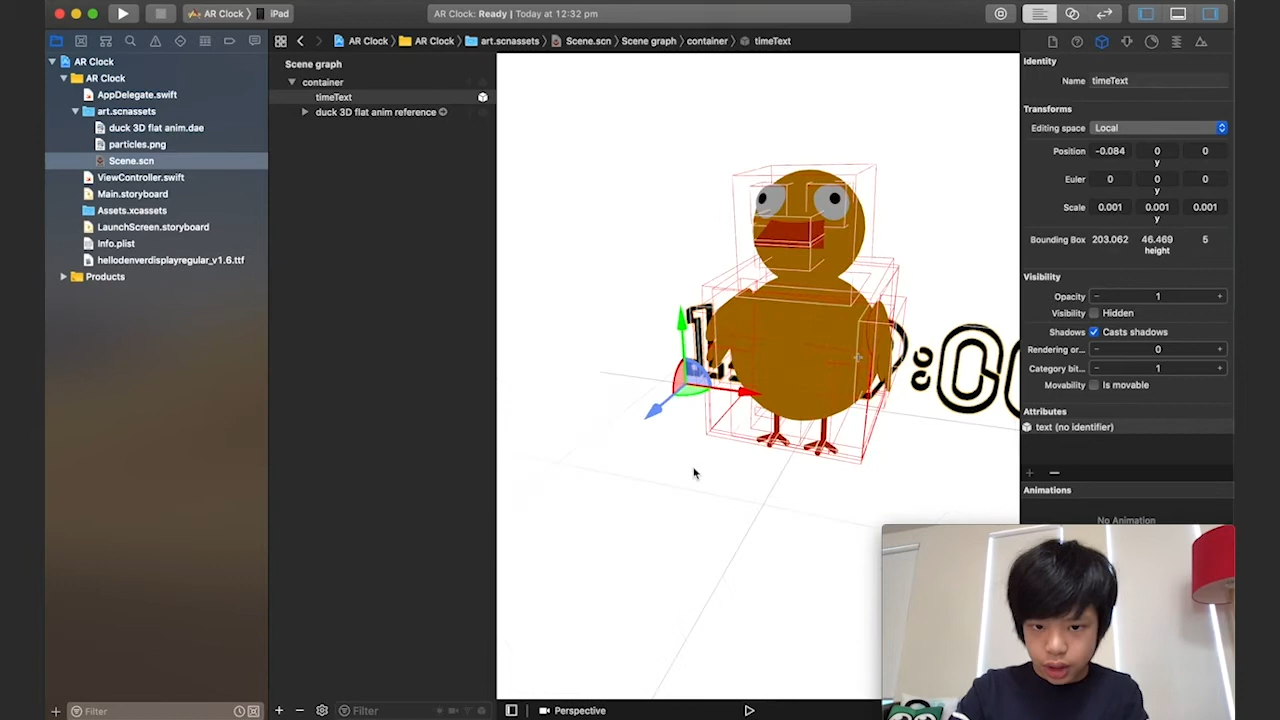 AR Clock
iPad
AR Clock: Ready | Today at 12:32 pm
AR Clock
AR Clock
art.scnassets
Scene.scn
Scene graph
container
timeText
AR Clock
AR Clock
AppDelegate.swift
art.scnassets
duck 3D flat anim.dae
particles.png
Scene.scn
ViewController.swift
Main.storyboard
Assets.xcassets
LaunchScreen.storyboard
Info.plist
hellodenverdisplayregular_v1.6.ttf
Products
Filter
Scene graph
container
timeText
duck 3D flat anim reference
Filter
Perspective
Identity
Name timeText
Transforms
Editing space Local
Position -0.084 0 0
y
Euler 0 0 0
y
Scale 0.001 0.001 0.001
y
Bounding Box 203.062 46.469 5
height
Visibility
Opacity 1
Visibility Hidden
Shadows Casts shadows
Rendering or... 0
Category bit... 1
Movability Is movable
Attributes
text (no identifier)
Animations
No Animation